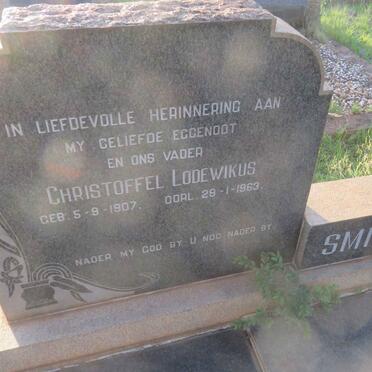 IN LIEFDEVOLLE HERINNERING AAN
MY GELIEFDE EGGENOOT
EN ONS VADER
CHRISTOFFEL LODEWIKUS
GEB. 5-9-1907. OORL. 29-1-1963.
NADER MY GOD BY U NOG NADER BY
SMI